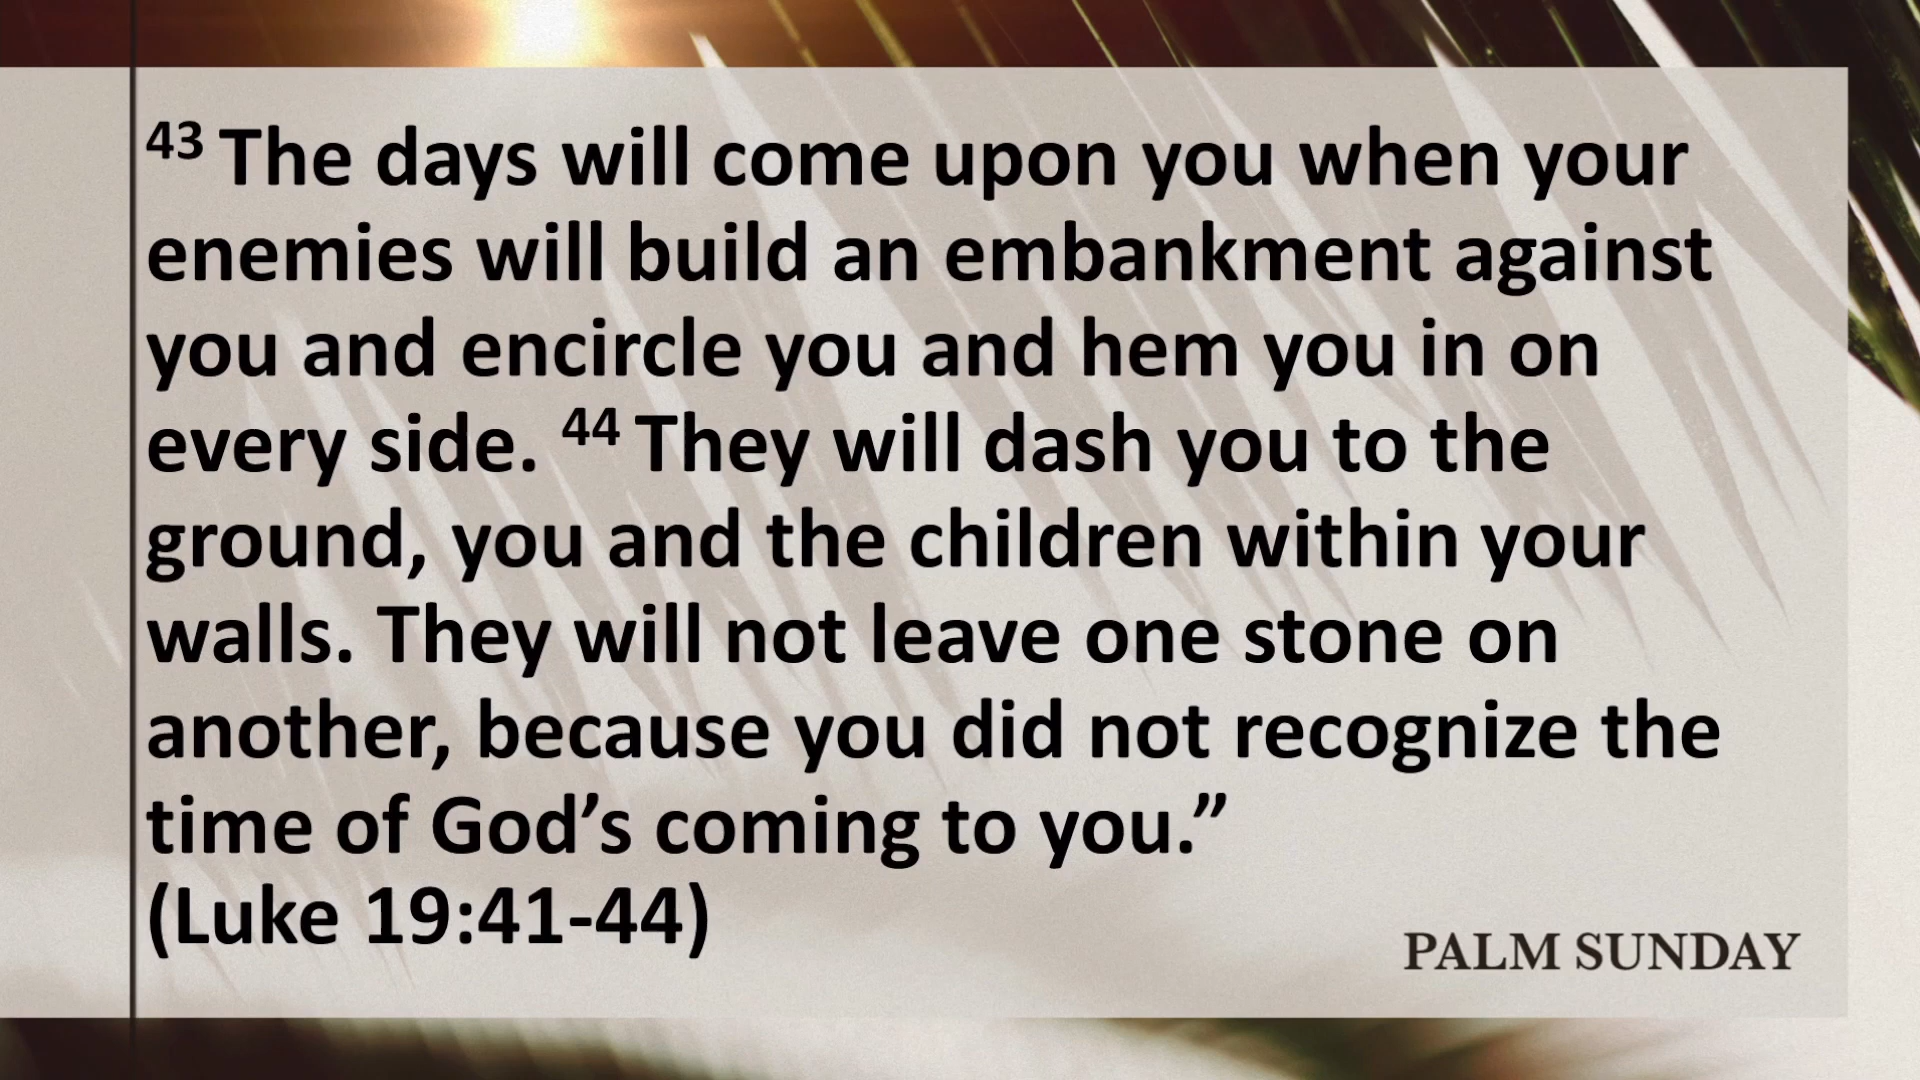 43 The days will come upon you when your
enemies will build an embankment against
you and encircle you and hem you in on
every side. 44 They will dash you to the
ground, you and the children within your
walls. They will not leave one stone on
another, because you did not recognize the
time of God’s coming to you.”
(Luke 19:41-44)
PALM SUNDAY